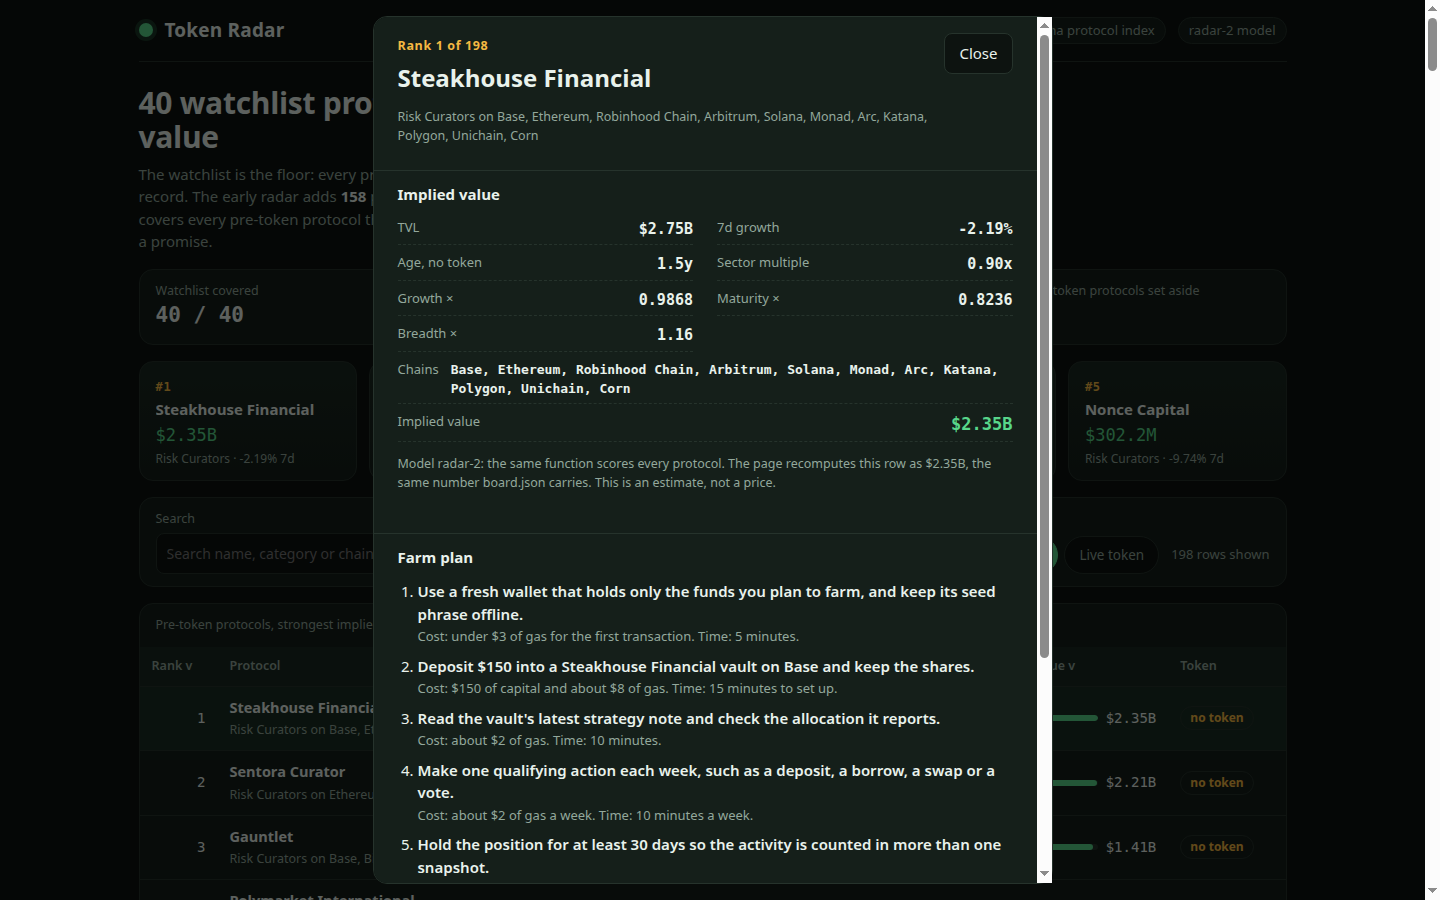 Token Radar
na protocol index
radar-2 model
40 watchlist pro
value
The watchlist is the floor: every pr
record. The early radar adds 158 p
covers every pre-token protocol th
a promise.
Watchlist covered
40 / 40
token protocols set aside
#1
Steakhouse Financial
$2.35B
Risk Curators · -2.19% 7d
#5
Nonce Capital
$302.2M
Risk Curators · -9.74% 7d
Search
Search name, category or chain
Live token
198 rows shown
Pre-token protocols, strongest implie
Rank v
Protocol
ue v
Token
1
Steakhouse Financia
Risk Curators on Base, Et
$2.35B
no token
2
Sentora Curator
Risk Curators on Ethereu
$2.21B
no token
3
Gauntlet
Risk Curators on Base, B
$1.41B
no token
Polymarket International
Rank 1 of 198
Close
Steakhouse Financial
Risk Curators on Base, Ethereum, Robinhood Chain, Arbitrum, Solana, Monad, Arc, Katana,
Polygon, Unichain, Corn
Implied value
TVL
$2.75B
7d growth
-2.19%
Age, no token
1.5y
Sector multiple
0.90x
Growth ×
0.9868
Maturity ×
0.8236
Breadth ×
1.16
Chains
Base, Ethereum, Robinhood Chain, Arbitrum, Solana, Monad, Arc, Katana,
Polygon, Unichain, Corn
Implied value
$2.35B
Model radar-2: the same function scores every protocol. The page recomputes this row as $2.35B, the
same number board.json carries. This is an estimate, not a price.
Farm plan
1. Use a fresh wallet that holds only the funds you plan to farm, and keep its seed
phrase offline.
Cost: under $3 of gas for the first transaction. Time: 5 minutes.
2. Deposit $150 into a Steakhouse Financial vault on Base and keep the shares.
Cost: $150 of capital and about $8 of gas. Time: 15 minutes to set up.
3. Read the vault's latest strategy note and check the allocation it reports.
Cost: about $2 of gas. Time: 10 minutes.
4. Make one qualifying action each week, such as a deposit, a borrow, a swap or a
vote.
Cost: about $2 of gas a week. Time: 10 minutes a week.
5. Hold the position for at least 30 days so the activity is counted in more than one
snapshot.